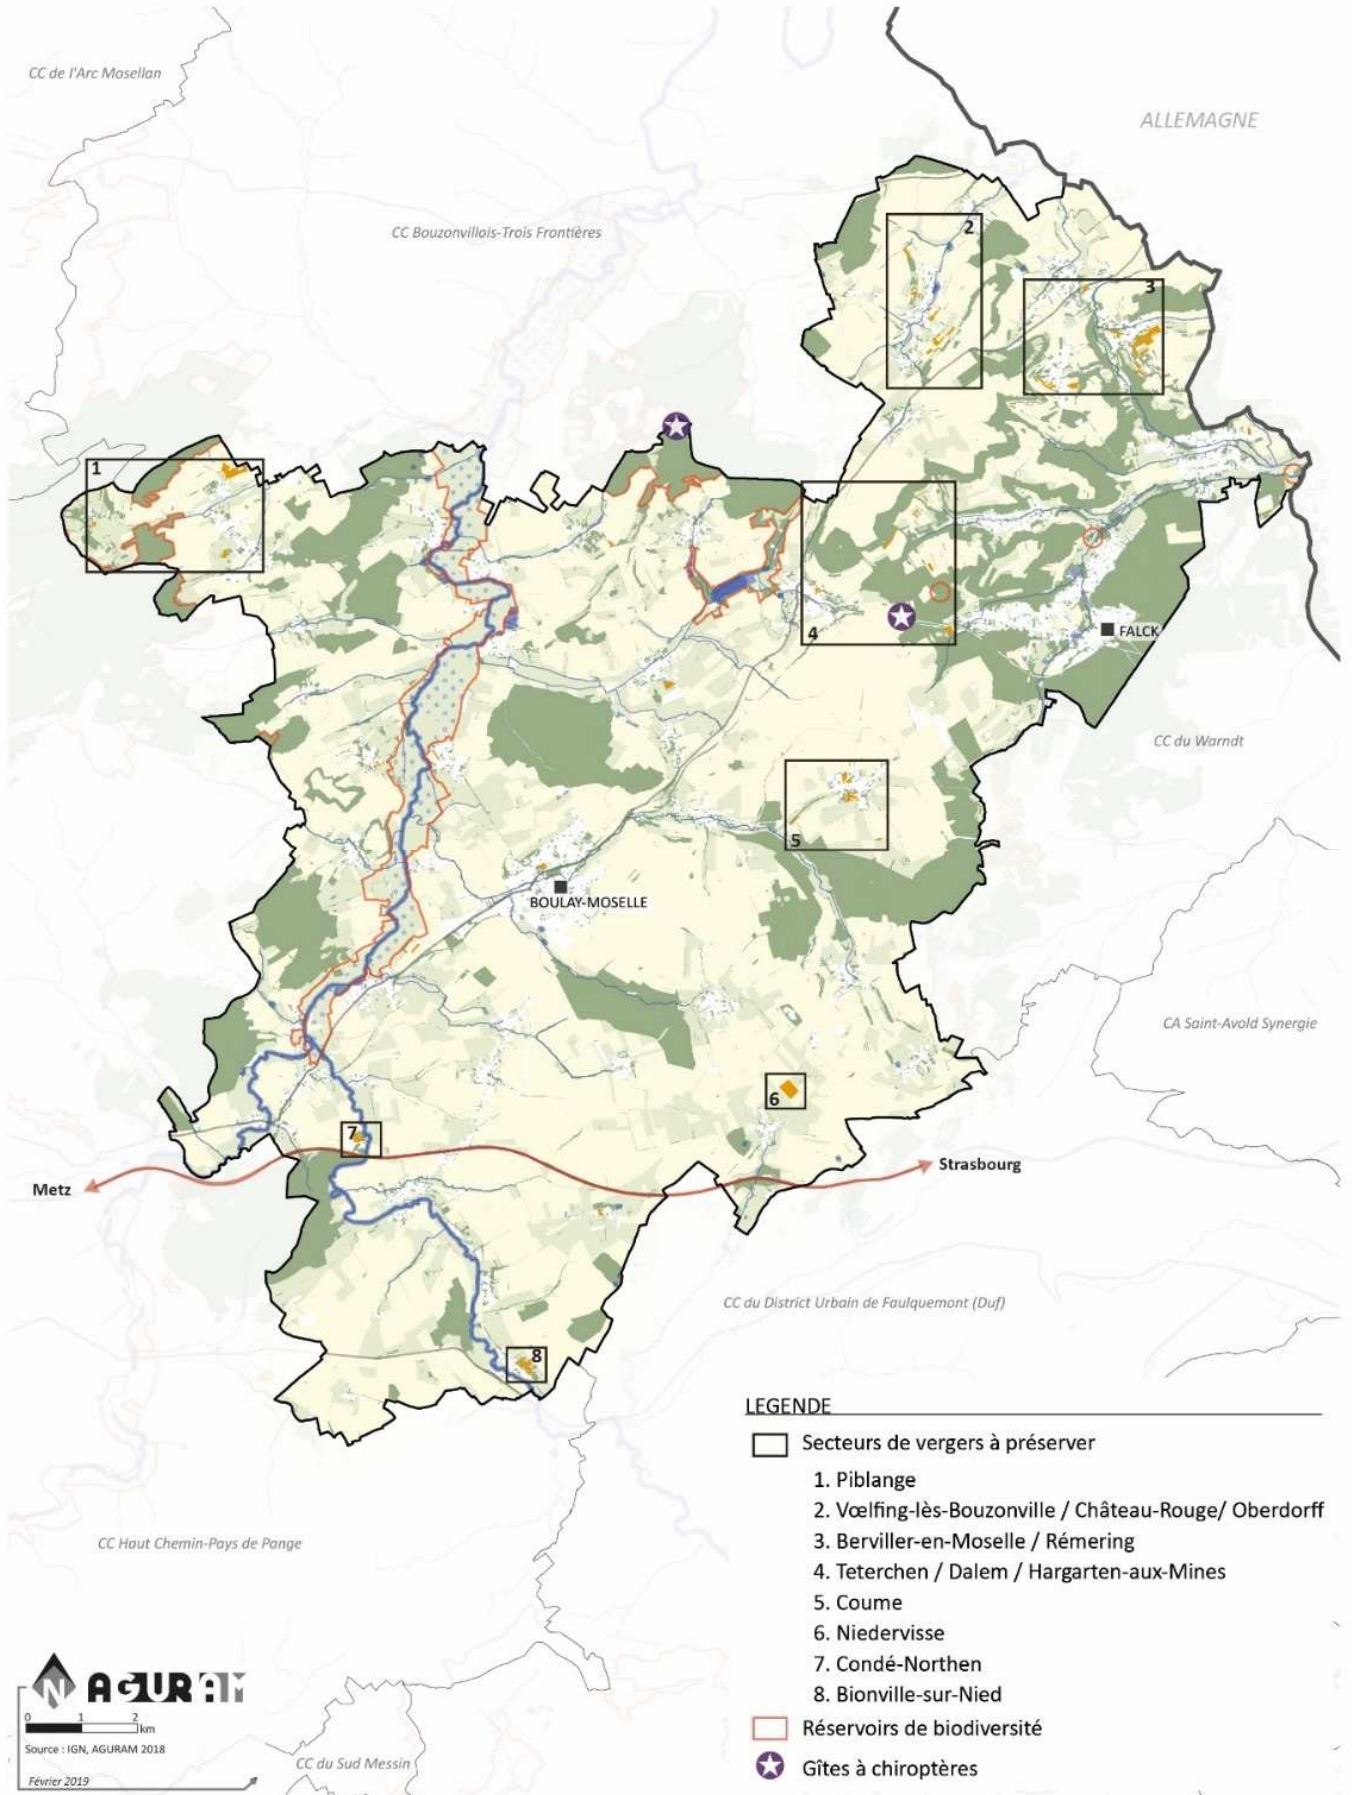 CC de l'Arc Mosellan
ALLEMAGNE
CC Bouzonvillois-Trois Frontières
2
3
1
4
FALCK
CC du Warndt
5
BOULAY-MOSELLE
CA Saint-Avold Synergie
6
7
Metz
Strasbourg
CC du District Urbain de Faulquemont (Duf)
8
CC Haut Chemin-Pays de Pange
LEGENDE
Secteurs de vergers à préserver
1. Piblange
2. Vœlfing-lès-Bouzonville / Château-Rouge/ Oberdorff
3. Berviller-en-Moselle / Rémering
4. Teterchen / Dalem / Hargarten-aux-Mines
5. Coume
6. Niedervisse
7. Condé-Northen
8. Bionville-sur-Nied
Réservoirs de biodiversité
Gîtes à chiroptères
N AGURAM
0 1 2
km
Source : IGN, AGURAM 2018
Février 2019
CC du Sud Messin